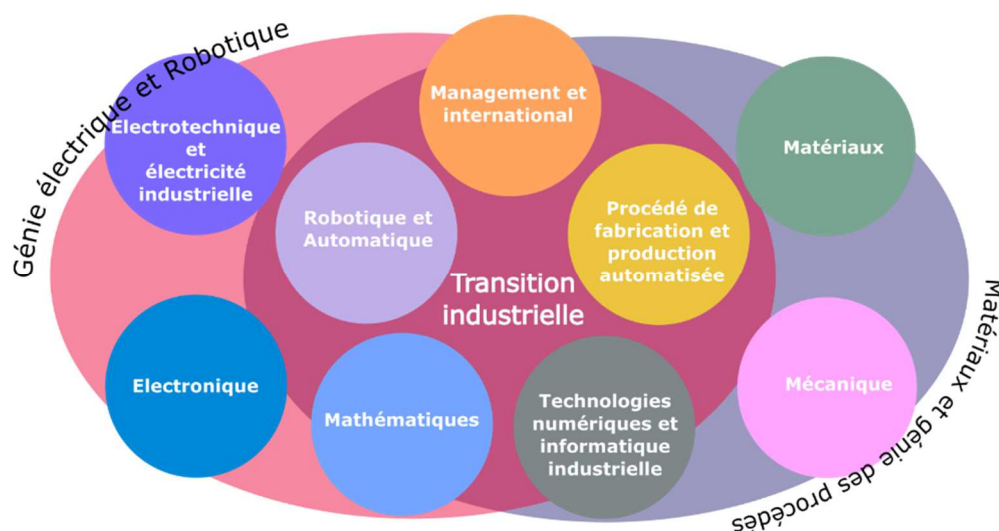 Génie électrique et Robotique
Electrotechnique
et
électricité
industrielle
Management et
international
Matériaux
Robotique et
Automatique
Procédé de
fabrication et
production
automatisée
Transition
industrielle
Electronique
Mathématiques
Technologies
numériques et
informatique
industrielle
Mécanique
Matériaux et génie des procédés